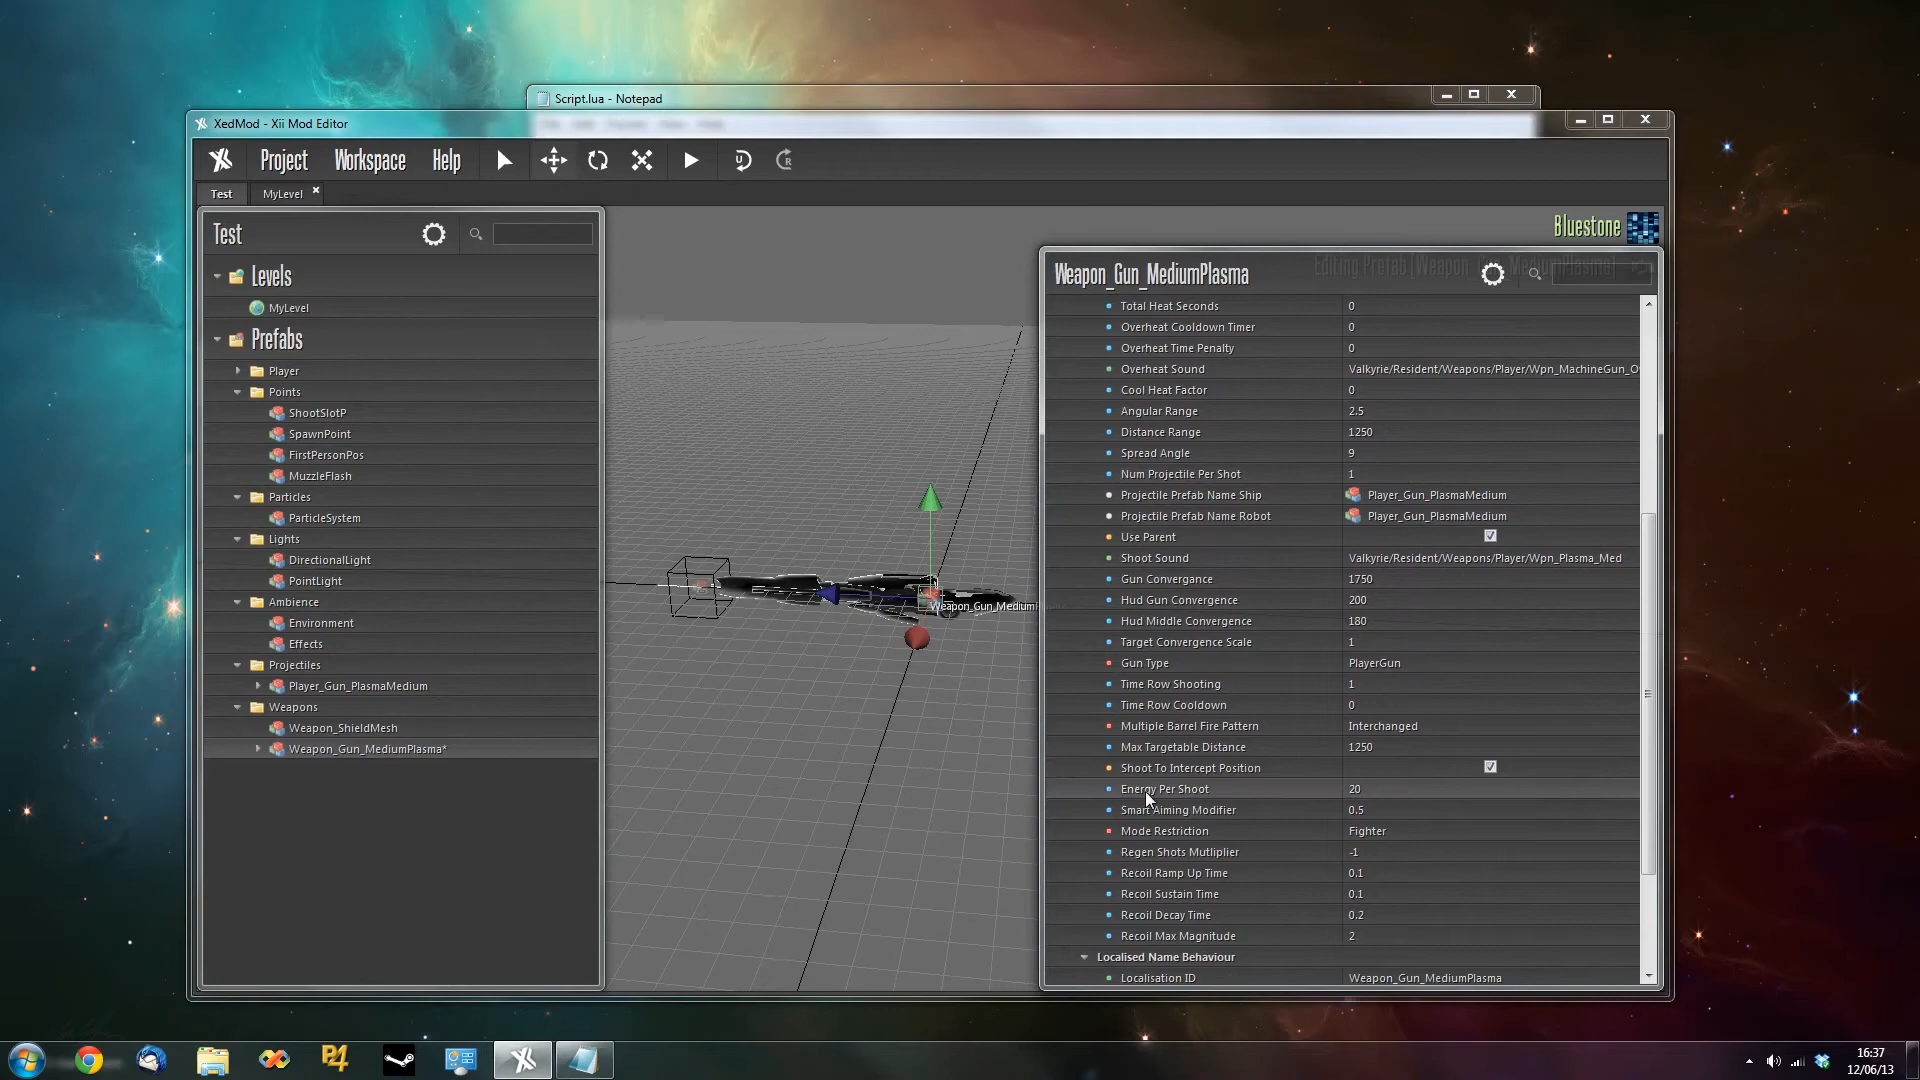 Script.lua - Notepad
XedMod - Xii Mod Editor
Project Workspace Help
Test MyLevel
Bluestone
Test
Levels
MyLevel
Prefabs
Player
Points
ShootSlotP
SpawnPoint
FirstPersonPos
MuzzleFlash
Particles
ParticleSystem
Lights
DirectionalLight
PointLight
Ambience
Environment
Effects
Projectiles
Player_Gun_PlasmaMedium
Weapons
Weapon_ShieldMesh
Weapon_Gun_MediumPlasma*
Weapon_Gun_Medium
Editing Prefab [Weapon_Gun_MediumPlasma]
Weapon_Gun_MediumPlasma
Total Heat Seconds 0
Overheat Cooldown Timer 0
Overheat Time Penalty 0
Overheat Sound Valkyrie/Resident/Weapons/Player/Wpn_MachineGun_O
Cool Heat Factor 0
Angular Range 2.5
Distance Range 1250
Spread Angle 9
Num Projectile Per Shot 1
Projectile Prefab Name Ship Player_Gun_PlasmaMedium
Projectile Prefab Name Robot Player_Gun_PlasmaMedium
Use Parent
Shoot Sound Valkyrie/Resident/Weapons/Player/Wpn_Plasma_Med
Gun Convergance 1750
Hud Gun Convergence 200
Hud Middle Convergence 180
Target Convergence Scale 1
Gun Type PlayerGun
Time Row Shooting 1
Time Row Cooldown 0
Multiple Barrel Fire Pattern Interchanged
Max Targetable Distance 1250
Shoot To Intercept Position
Energy Per Shoot 20
Smart Aiming Modifier 0.5
Mode Restriction Fighter
Regen Shots Mutliplier -1
Recoil Ramp Up Time 0.1
Recoil Sustain Time 0.1
Recoil Decay Time 0.2
Recoil Max Magnitude 2
Localised Name Behaviour
Localisation ID Weapon_Gun_MediumPlasma
P4
16:37
12/06/13